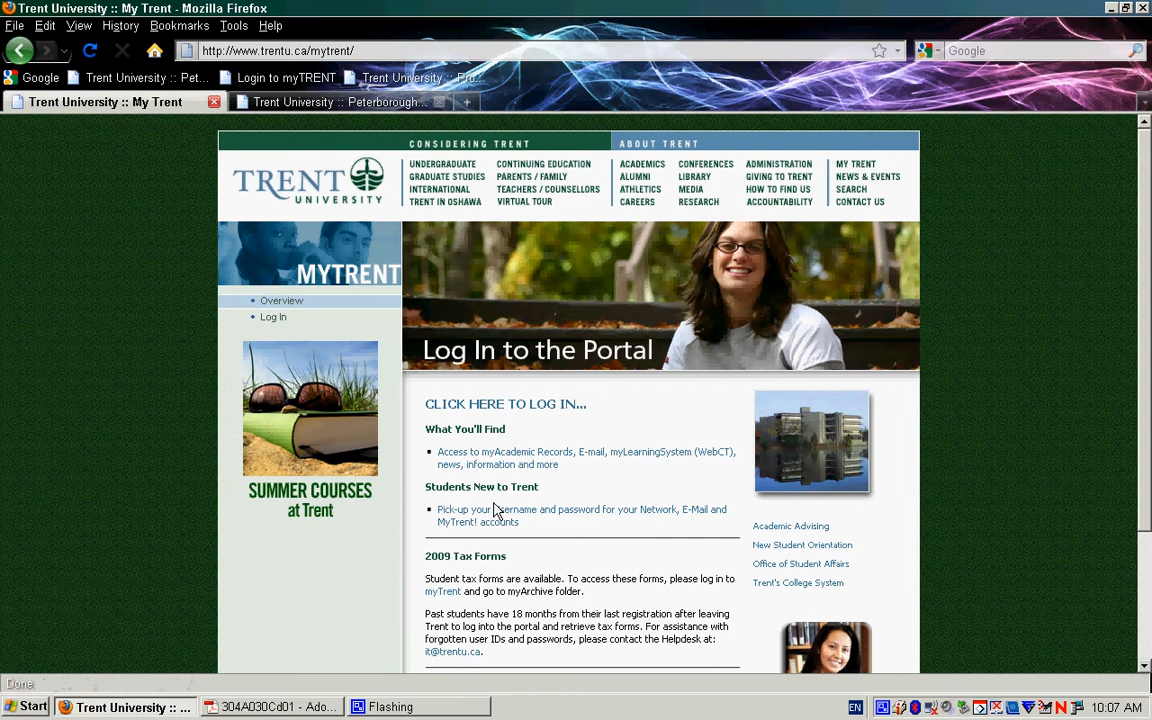 Trent University :: My Trent - Mozilla Firefox
File Edit View History Bookmarks Tools Help
http://www.trentu.ca/mytrent/
Google
Google Trent University :: Pet... Login to myTRENT Trent University :: Pro...
Trent University :: My Trent Trent University :: Peterborough...
CONSIDERING TRENT ABOUT TRENT
TRENT UNIVERSITY
UNDERGRADUATE CONTINUING EDUCATION ACADEMICS CONFERENCES ADMINISTRATION MY TRENT
GRADUATE STUDIES PARENTS / FAMILY ALUMNI LIBRARY GIVING TO TRENT NEWS & EVENTS
INTERNATIONAL TEACHERS / COUNSELLORS ATHLETICS MEDIA HOW TO FIND US SEARCH
TRENT IN OSHAWA VIRTUAL TOUR CAREERS RESEARCH ACCOUNTABILITY CONTACT US
MYTRENT
Overview
Log In
SUMMER COURSES
at Trent
Log In to the Portal
CLICK HERE TO LOG IN...
What You'll Find
Access to myAcademic Records, E-mail, myLearningSystem (WebCT),
news, information and more
Students New to Trent
Pick-up your username and password for your Network, E-Mail and
MyTrent! accounts
2009 Tax Forms
Student tax forms are available. To access these forms, please log in to
myTrent and go to myArchive folder.
Past students have 18 months from their last registration after leaving
Trent to log into the portal and retrieve tax forms. For assistance with
forgotten user IDs and passwords, please contact the Helpdesk at:
it@trentu.ca.
Academic Advising
New Student Orientation
Office of Student Affairs
Trent's College System
Done
Start Trent University :: ... 304A030Cd01 - Ado... Flashing EN 10:07 AM